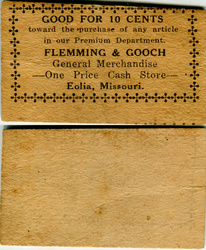 GOOD FOR 10 CENTS
toward the purchase of any article
in our Premium Department.
FLEMMING & GOOCH
General Merchandise
—One Price Cash Store—
Eolia, Missouri.